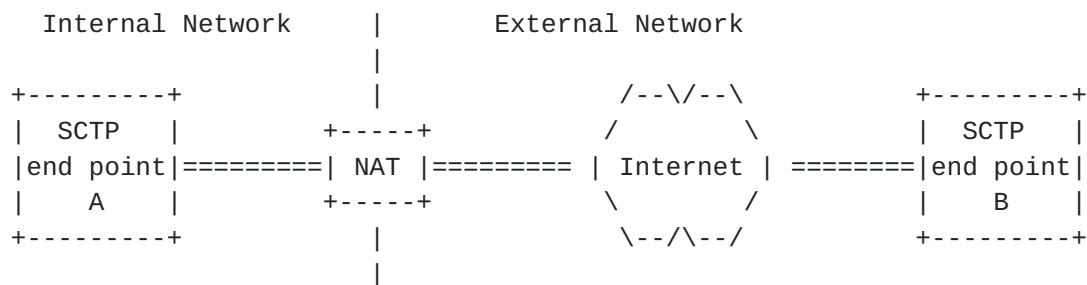 Internal Network | External Network
|
+---------+ | /--\/--\ +---------+
| SCTP | +-----+ / \ | SCTP |
|end point|=========| NAT |========= | Internet | ========|end point|
| A | +-----+ \ / | B |
+---------+ | \--/\--/ +---------+
|